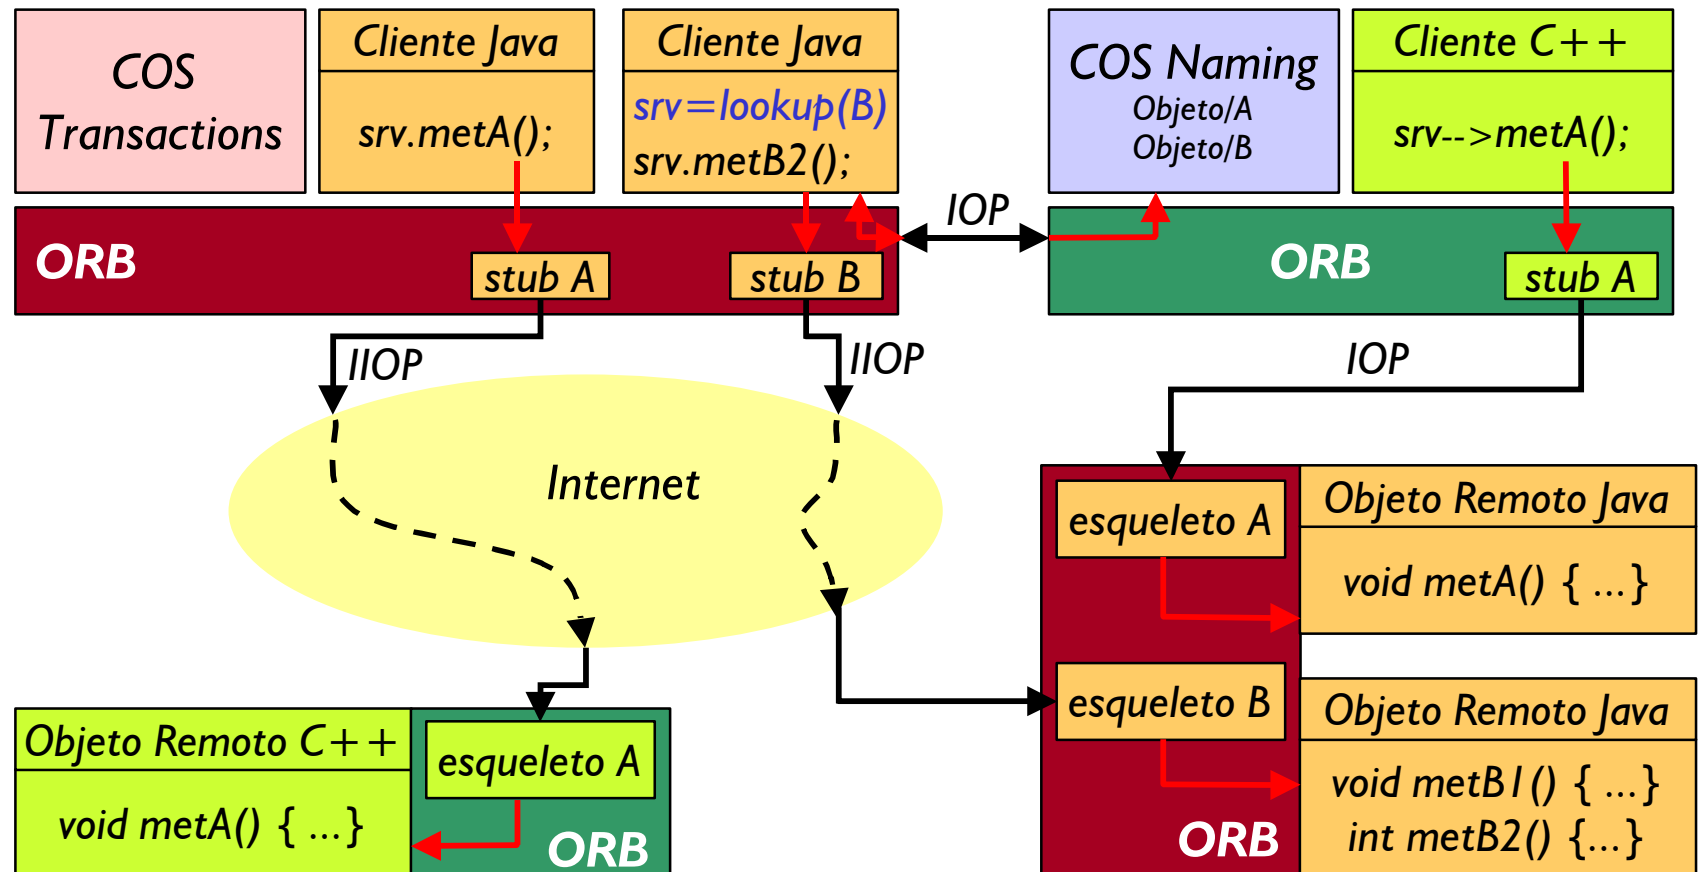 COS
Transactions
Cliente Java
srv.metA();
Cliente Java
srv=lookup(B)
srv.metB2();
COS Naming
Objeto/A
Objeto/B
Cliente C++
srv-->metA();
IOP
ORB
stub A
stub B
ORB
stub A
IIOP
IIOP
IOP
Internet
esqueleto A
Objeto Remoto Java
void metA() { ...}
esqueleto B
Objeto Remoto Java
void metB1() { ...}
int metB2() {...}
ORB
Objeto Remoto C++
void metA() { ...}
esqueleto A
ORB